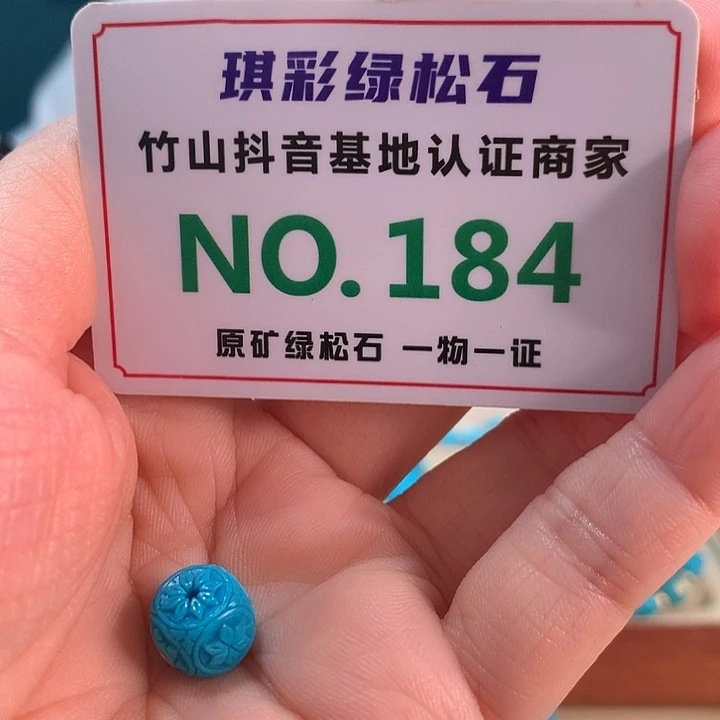 琪彩绿松石
竹山抖音基地认证商家
NO.184
原矿绿松石 一物一证